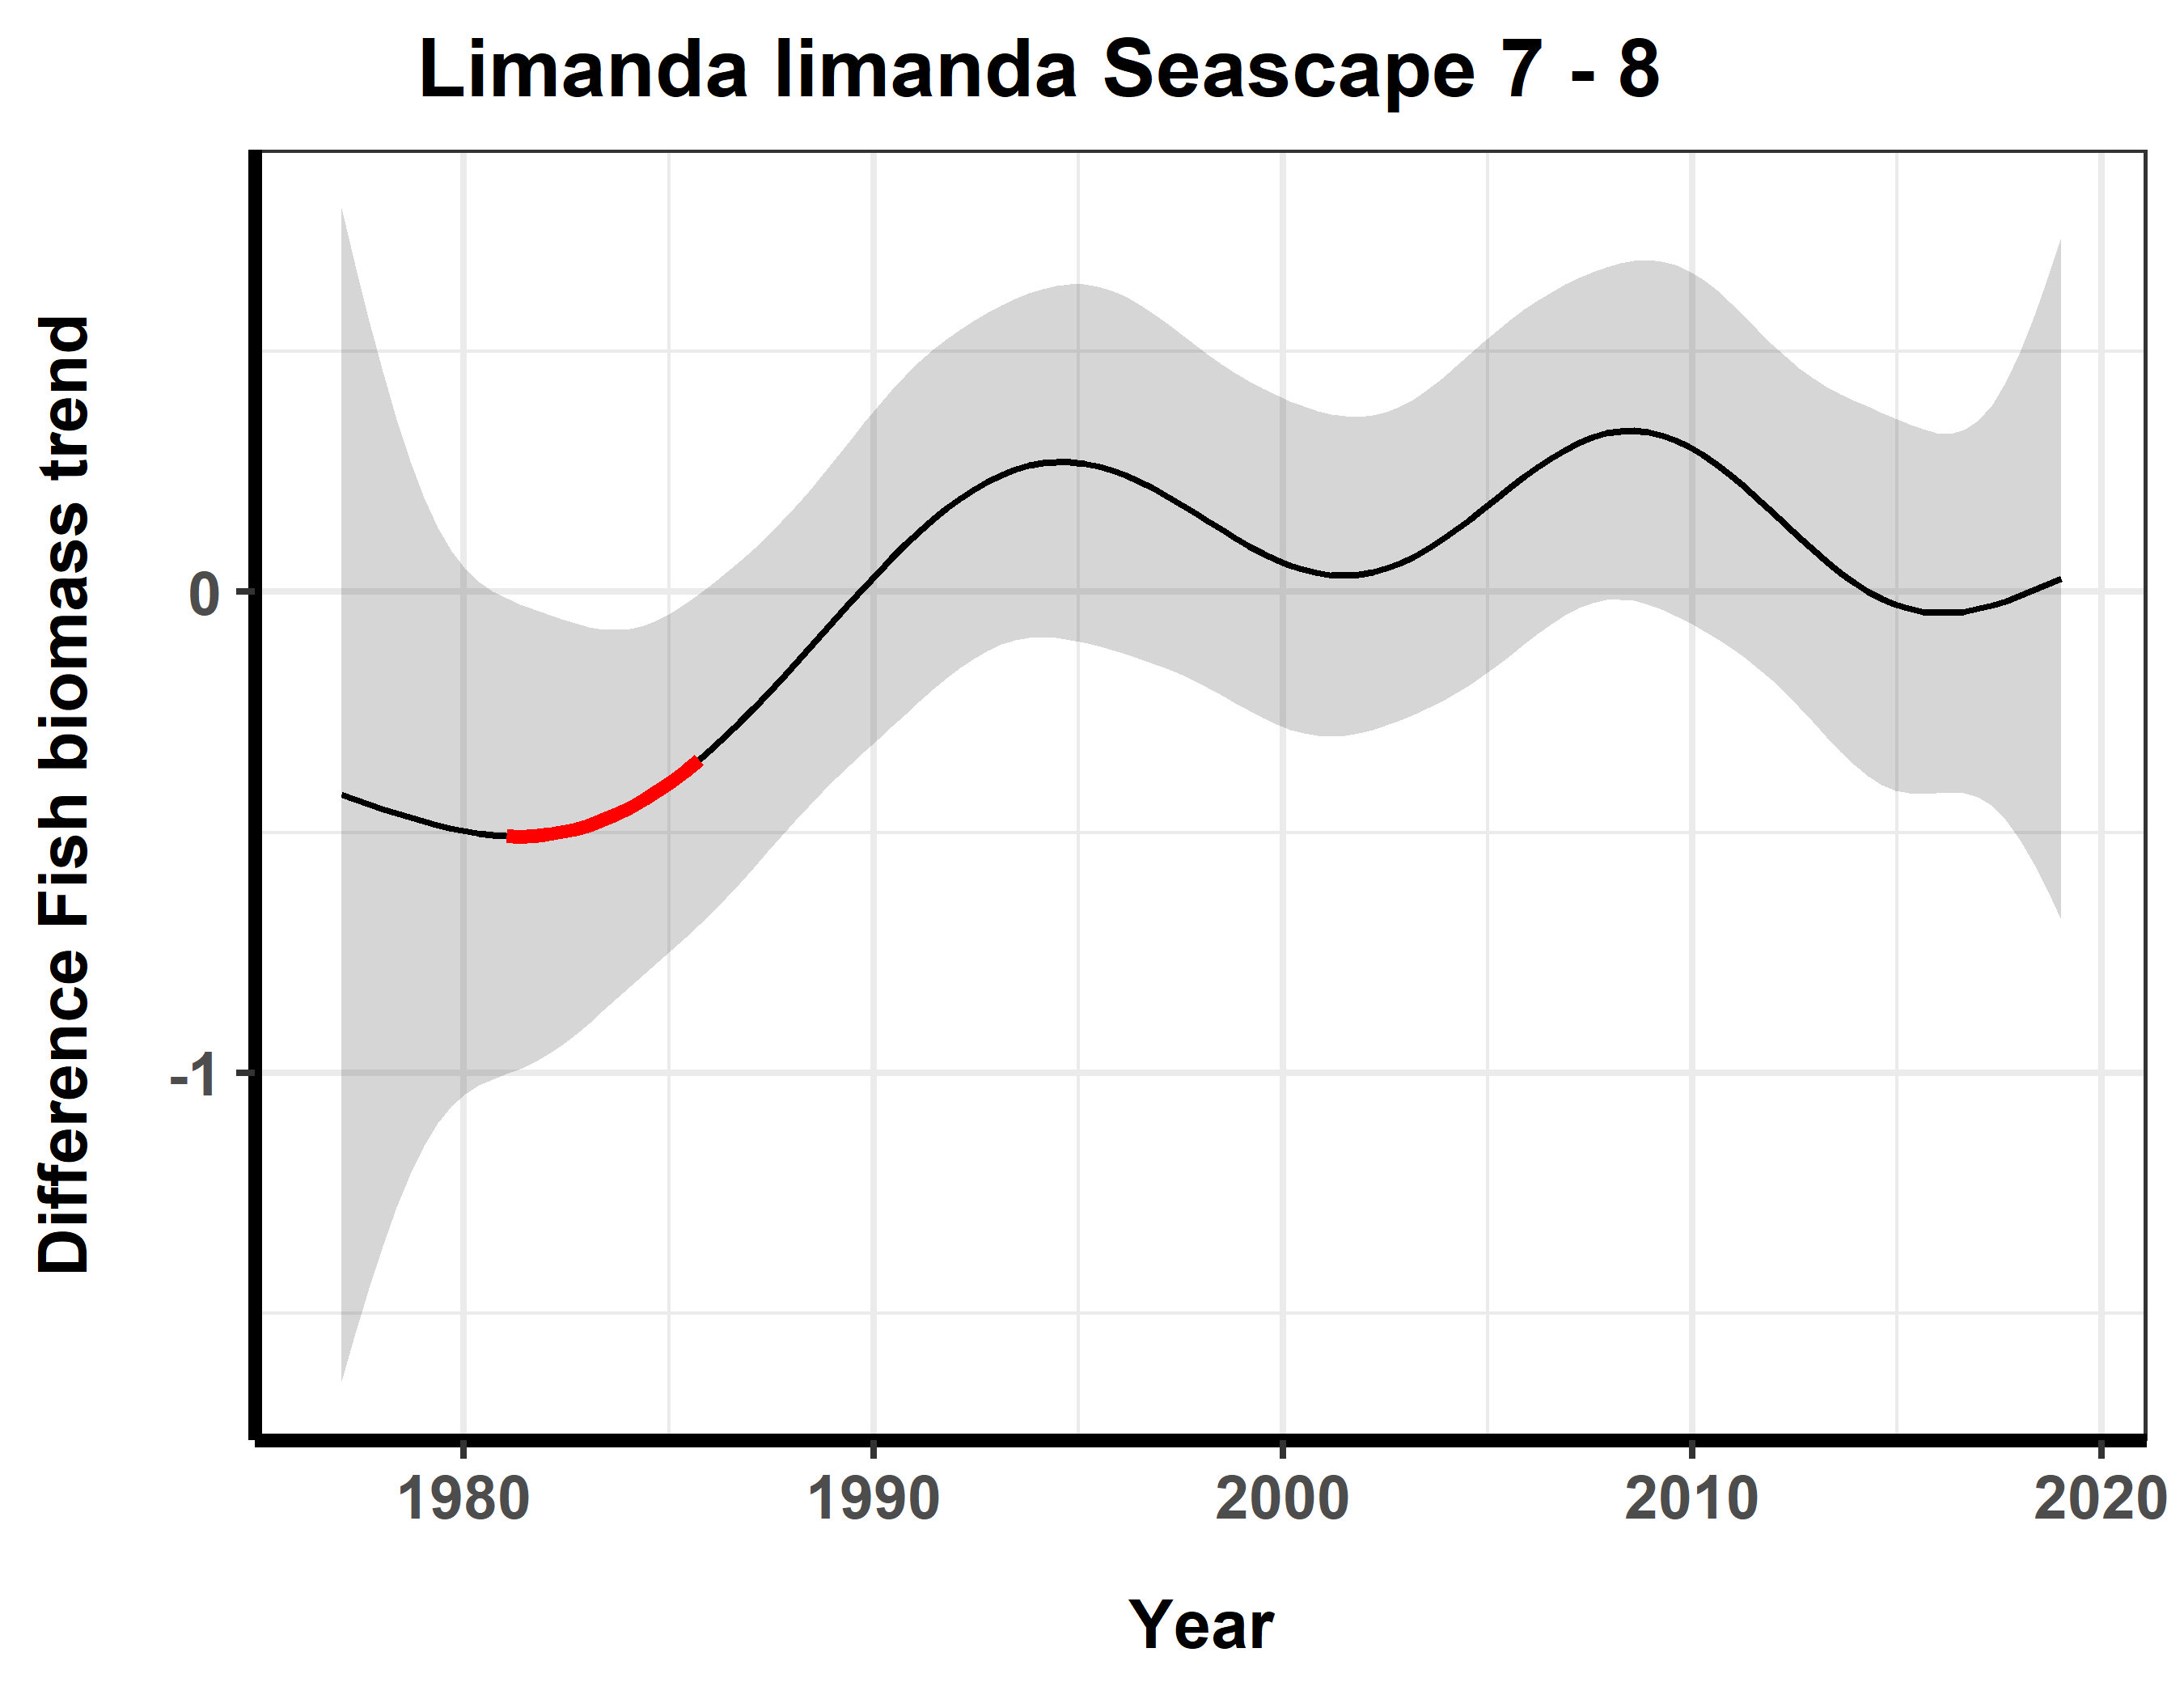 Limanda limanda Seascape 7 - 8
Difference Fish biomass trend
0
-1
1980
1990
2000
2010
2020
Year